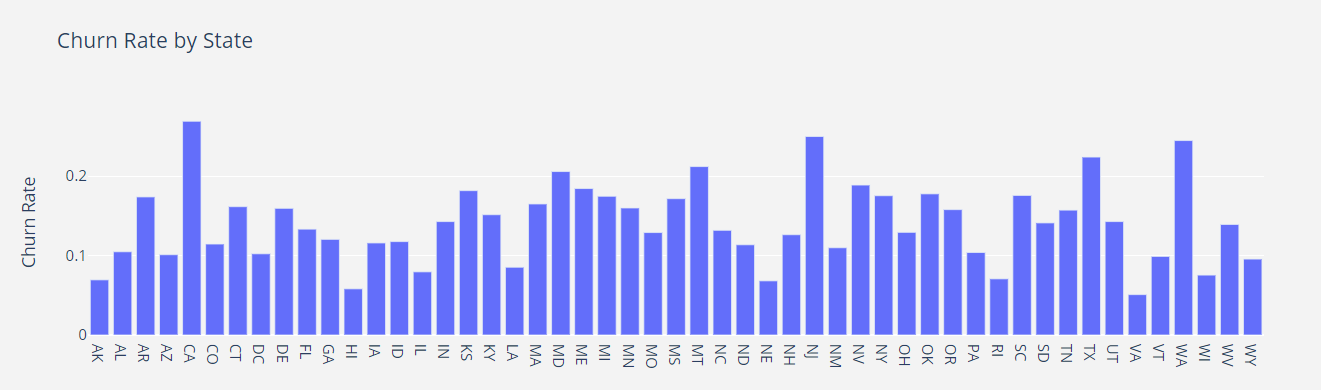 Churn Rate by State
Churn Rate
0.2
0.1
0
AK AL AR AZ CA CO CT DC DE FL GA HI IA ID IL IN KS KY LA MA MD ME MI MN MO MS MT NC ND NE NH NJ NM NV NY OH OK OR PA RI SC SD TN TX UT VA VT WA WI WV WY